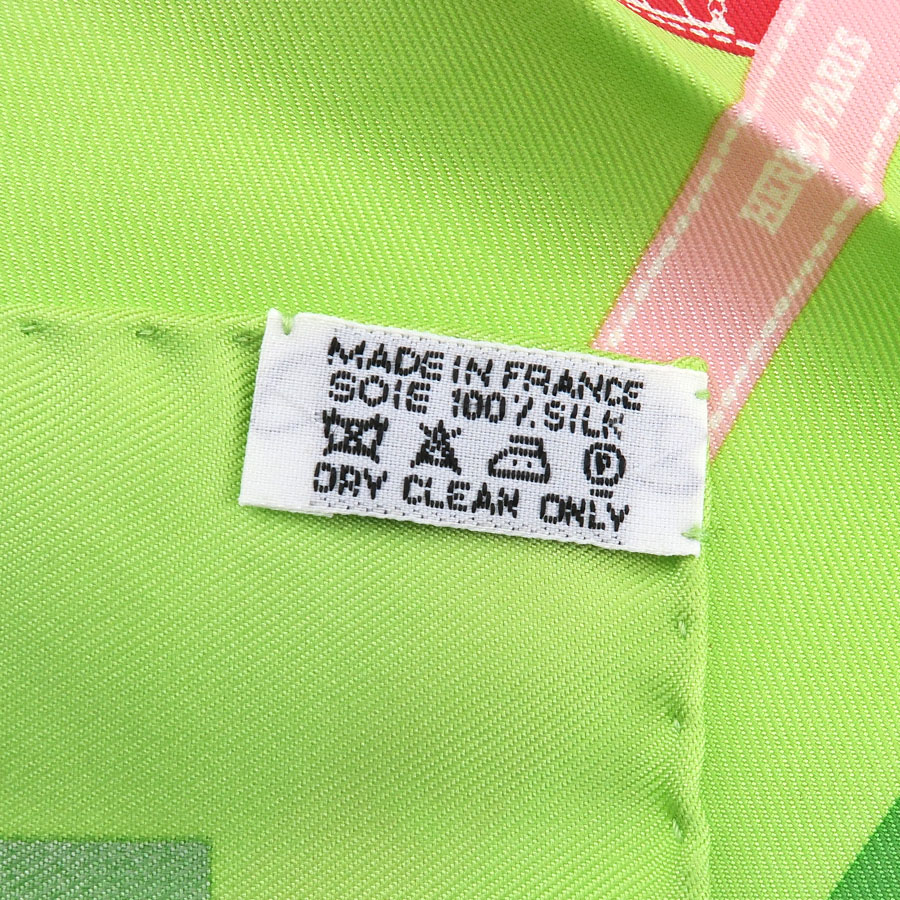 HERMÈS PARIS
MADE IN FRANCE
SOIE 100% SILK
P
DRY CLEAN ONLY